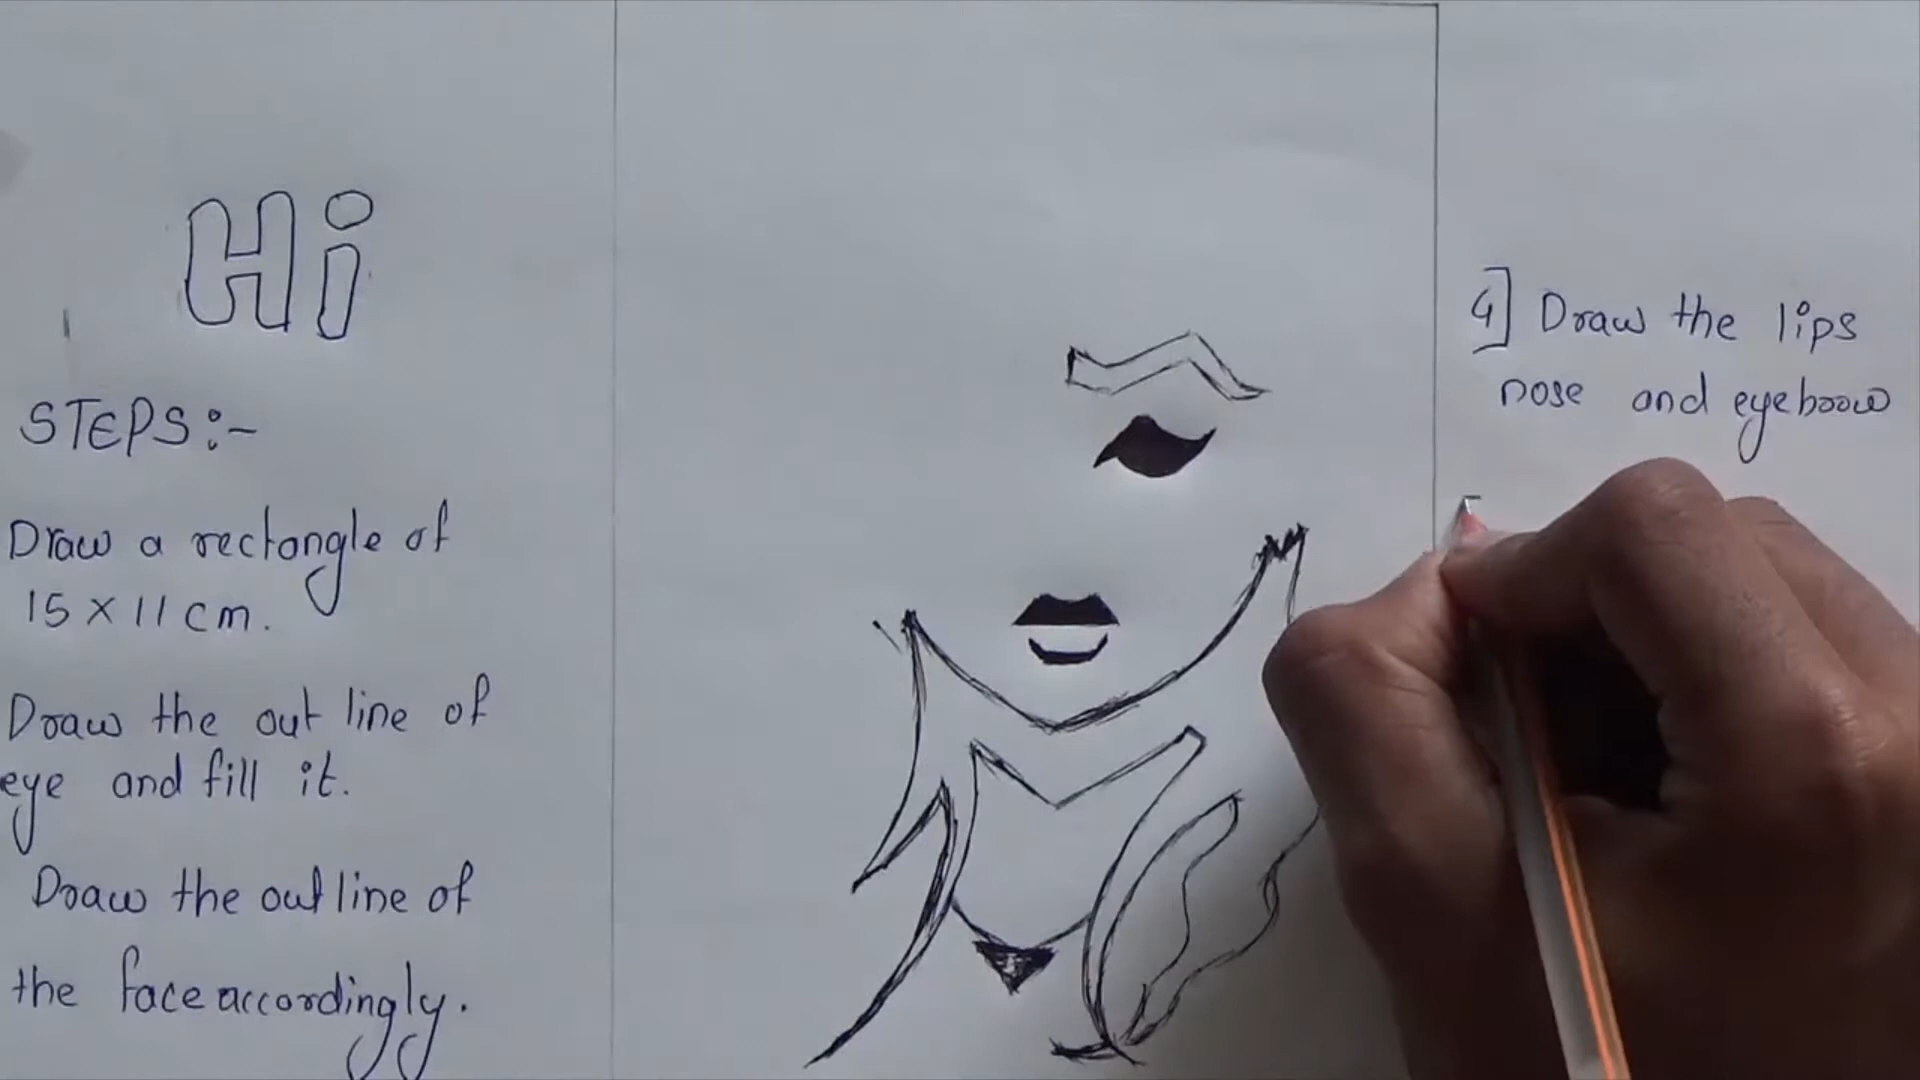 Hi
STEPS:-
Draw a rectangle of
15 x 11 cm.
Draw the out line of
eye and fill it.
Draw the out line of
the face accordingly.
4] Draw the lips
nose and eyebrow